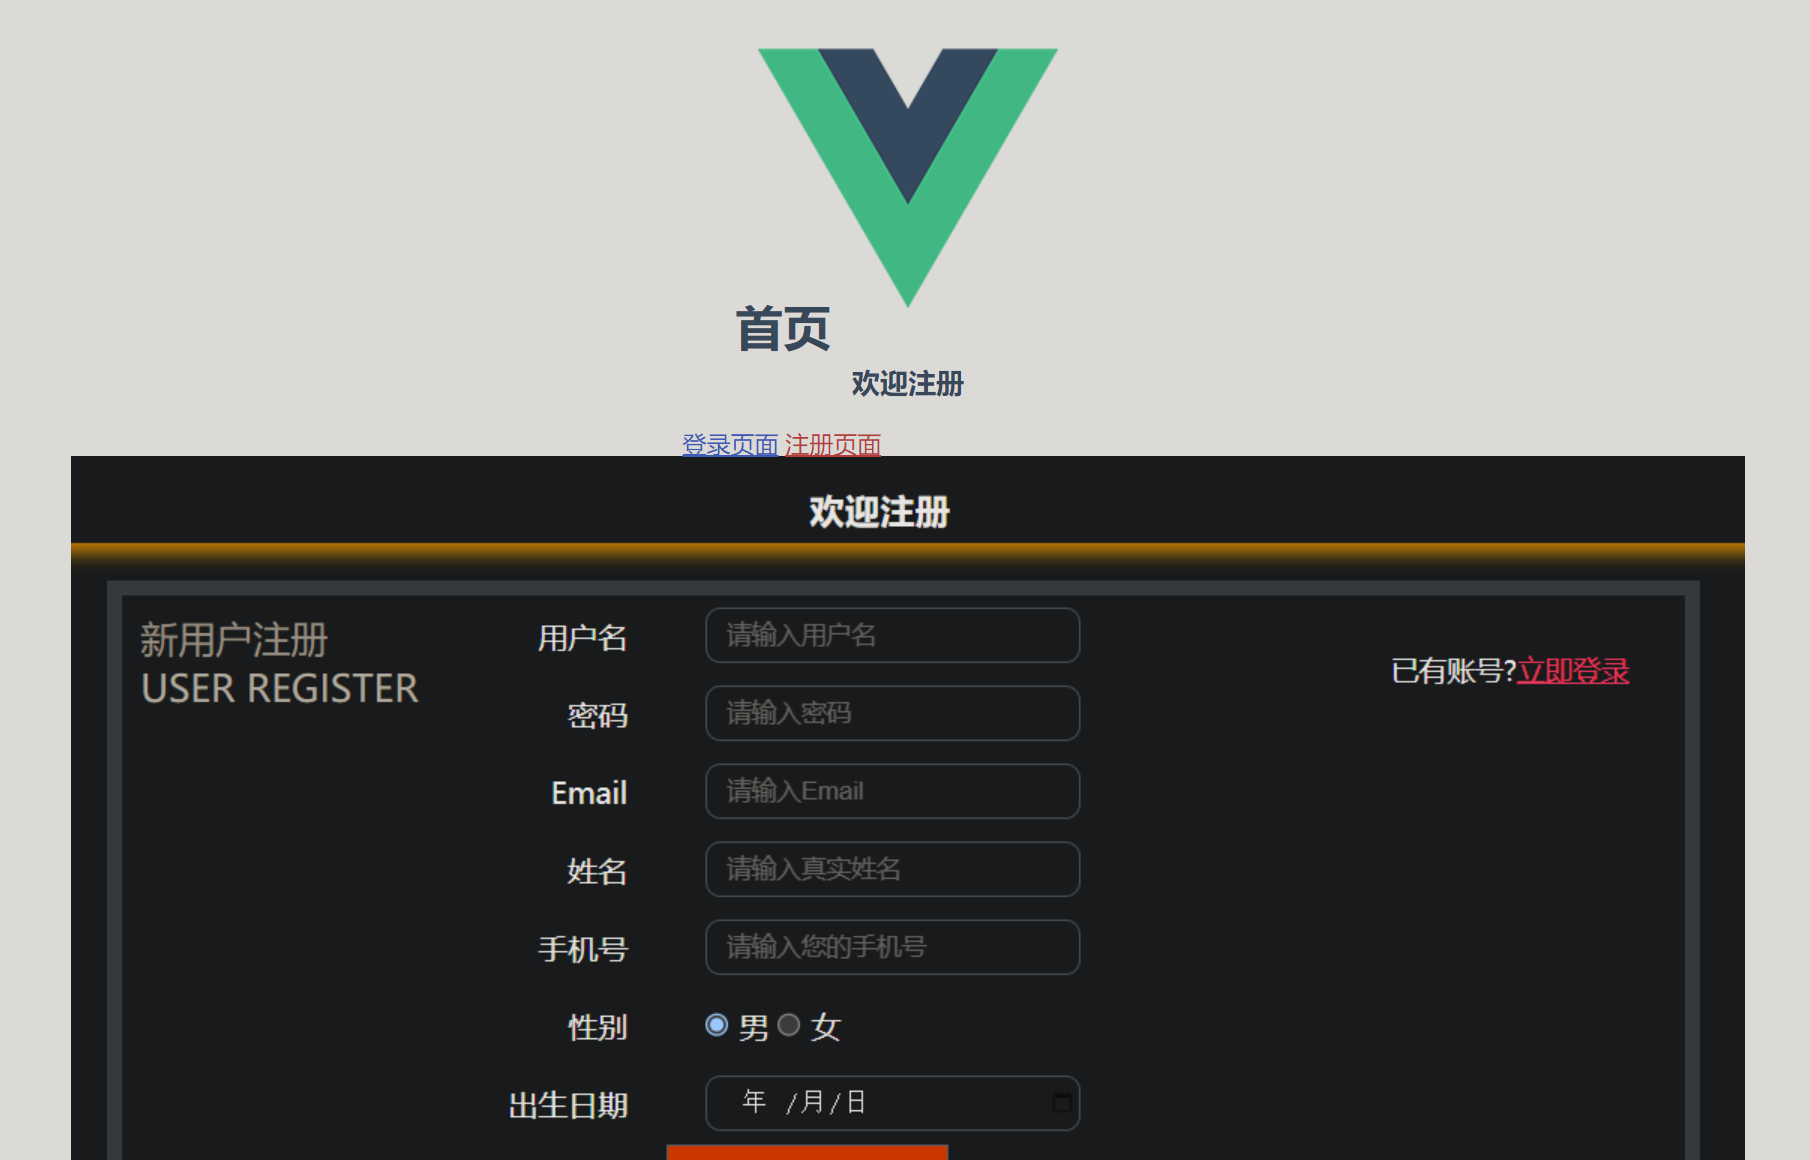 首页
欢迎注册
登录页面 注册页面
欢迎注册
新用户注册
USER REGISTER
用户名 请输入用户名
已有账号?立即登录
密码 请输入密码
Email 请输入Email
姓名 请输入真实姓名
手机号 请输入您的手机号
性别 男 女
出生日期 年 /月/日